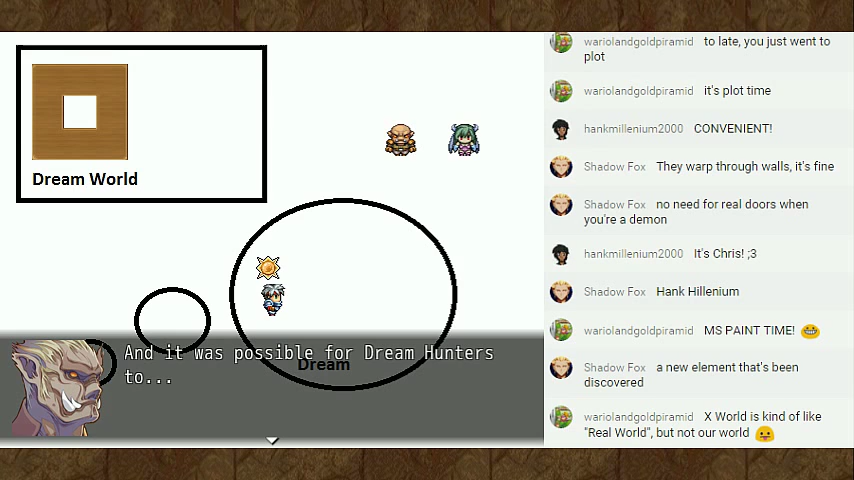 Dream World
Dream
And it was possible for Dream Hunters
to...
wariolandgoldpiramid to late, you just went to
plot
wariolandgoldpiramid it's plot time
hankmillenium2000 CONVENIENT!
Shadow Fox They warp through walls, it's fine
Shadow Fox no need for real doors when
you're a demon
hankmillenium2000 It's Chris! ;3
Shadow Fox Hank Hillenium
wariolandgoldpiramid MS PAINT TIME! 😁
Shadow Fox a new element that's been
discovered
wariolandgoldpiramid X World is kind of like
"Real World", but not our world 😛